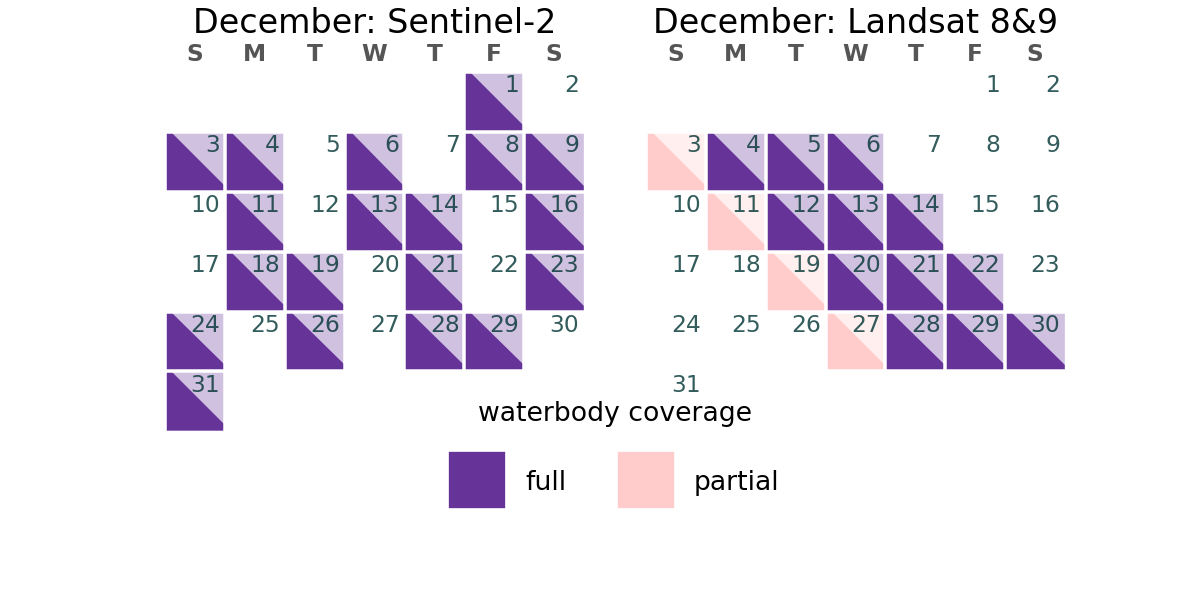 December: Sentinel-2
S M T W T F S
1 2
3 4 5 6 7 8 9
10 11 12 13 14 15 16
17 18 19 20 21 22 23
24 25 26 27 28 29 30
31
December: Landsat 8&9
S M T W T F S
1 2
3 4 5 6 7 8 9
10 11 12 13 14 15 16
17 18 19 20 21 22 23
24 25 26 27 28 29 30
31
waterbody coverage
full partial